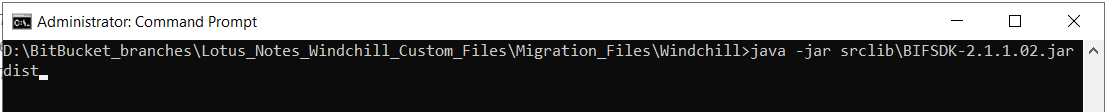 Administrator: Command Prompt
D:\BitBucket_branches\Lotus_Notes_Windchill_Custom_Files\Migration_Files\Windchill>java -jar srclib\BIFSDK-2.1.1.02.jar
dist